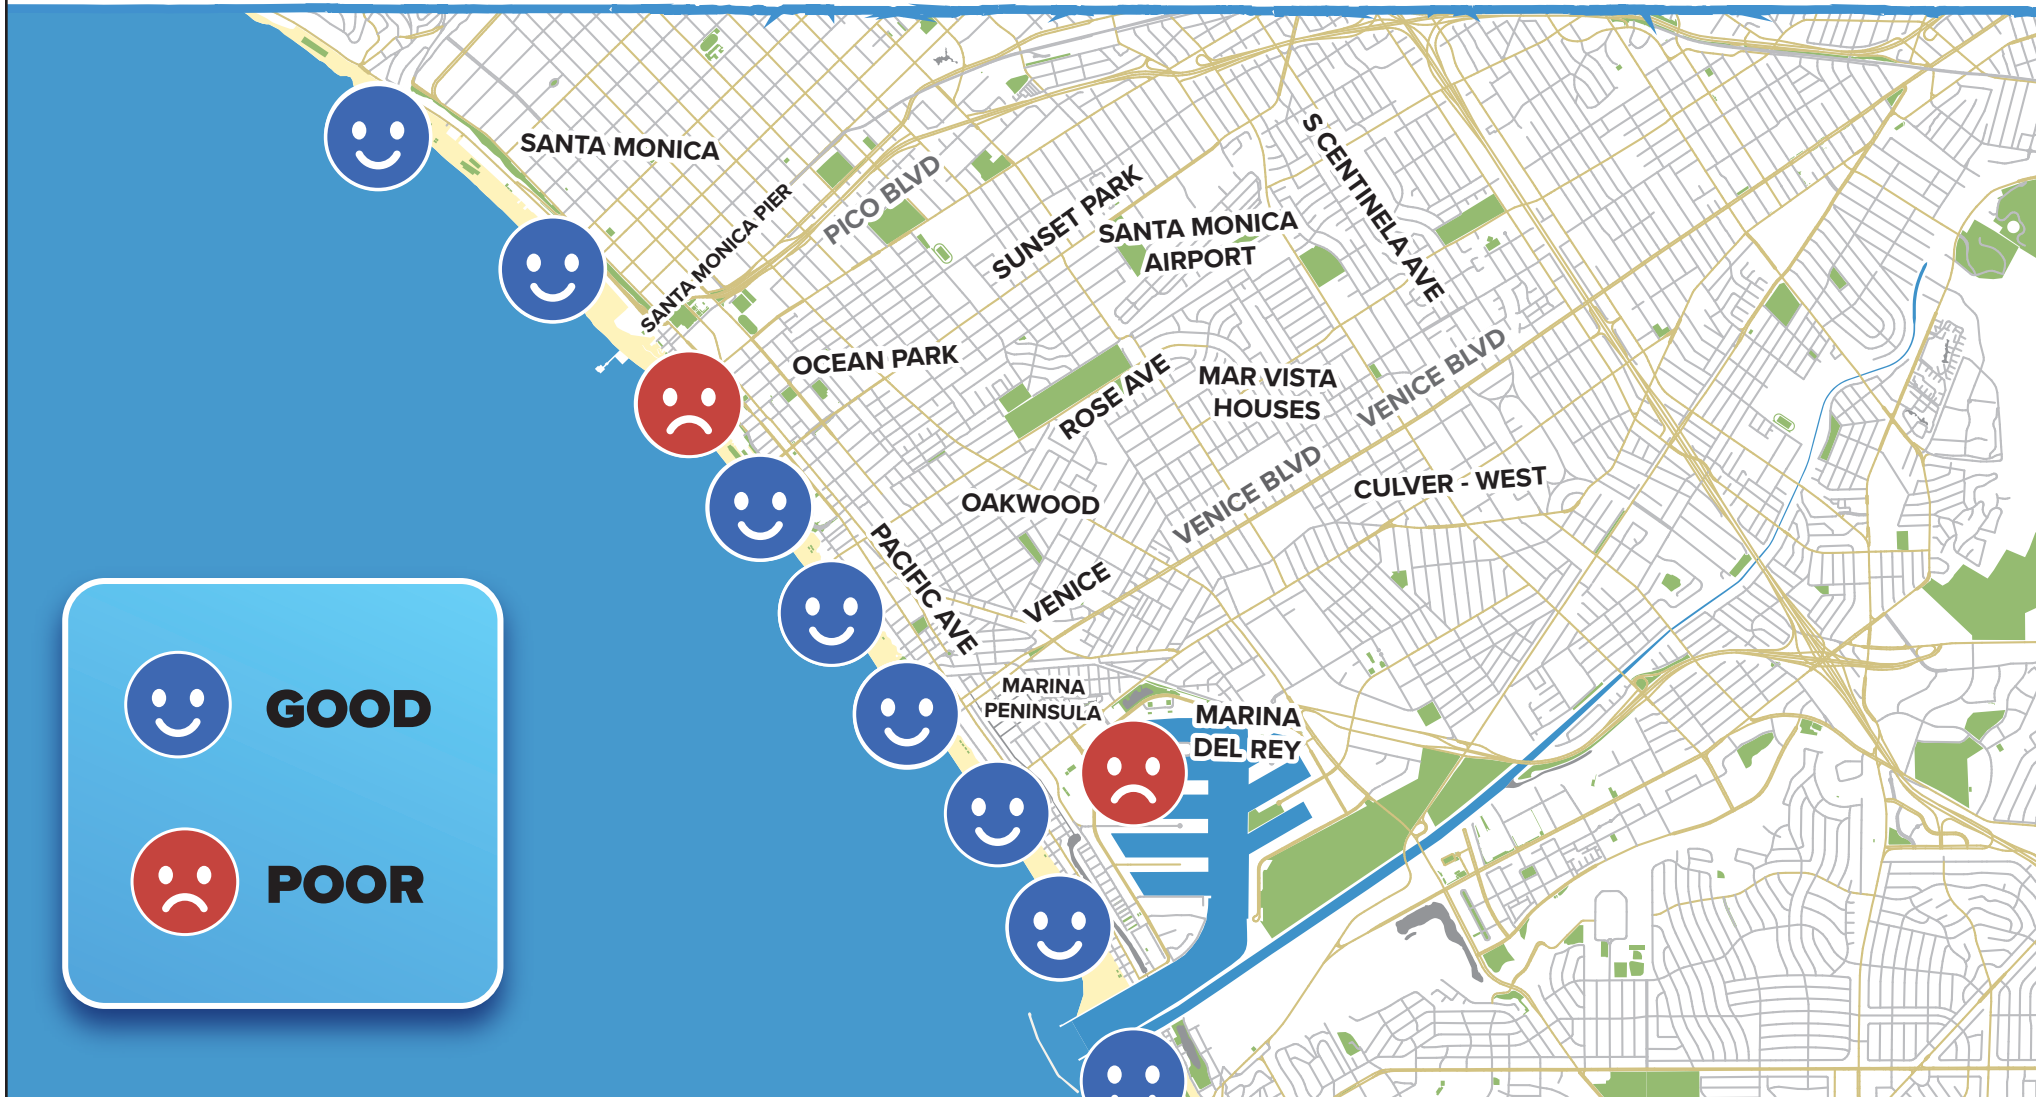 SANTA MONICA
SANTA MONICA PIER
PICO BLVD
SUNSET PARK
SANTA MONICA
AIRPORT
S CENTINELA AVE
OCEAN PARK
ROSE AVE
MAR VISTA
HOUSES
VENICE BLVD
VENICE BLVD
CULVER - WEST
OAKWOOD
PACIFIC AVE
VENICE
MARINA
PENINSULA
MARINA
DEL REY
GOOD
POOR